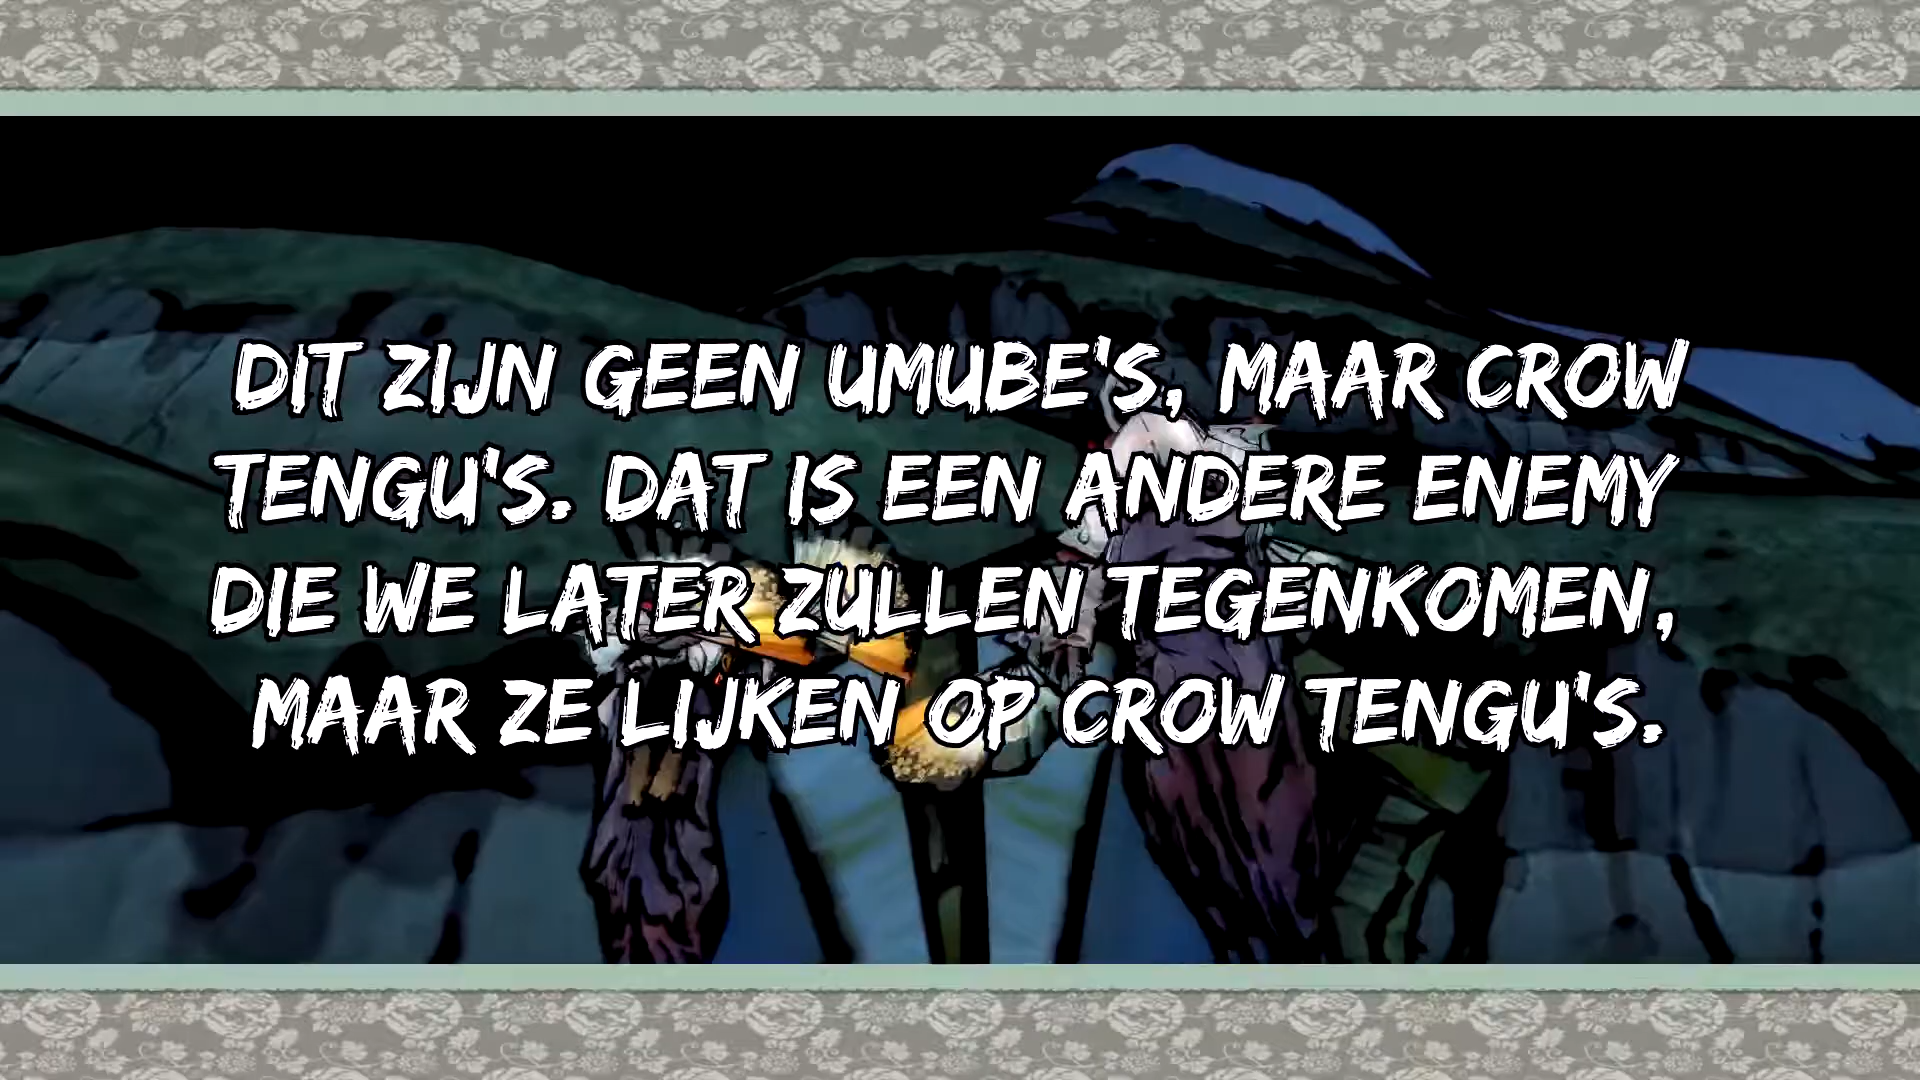 DIT ZIJN GEEN UMUBE'S, MAAR CROW
TENGU'S. DAT IS EEN ANDERE ENEMY
DIE WE LATER ZULLEN TEGENKOMEN,
MAAR ZE LIJKEN OP CROW TENGU'S.